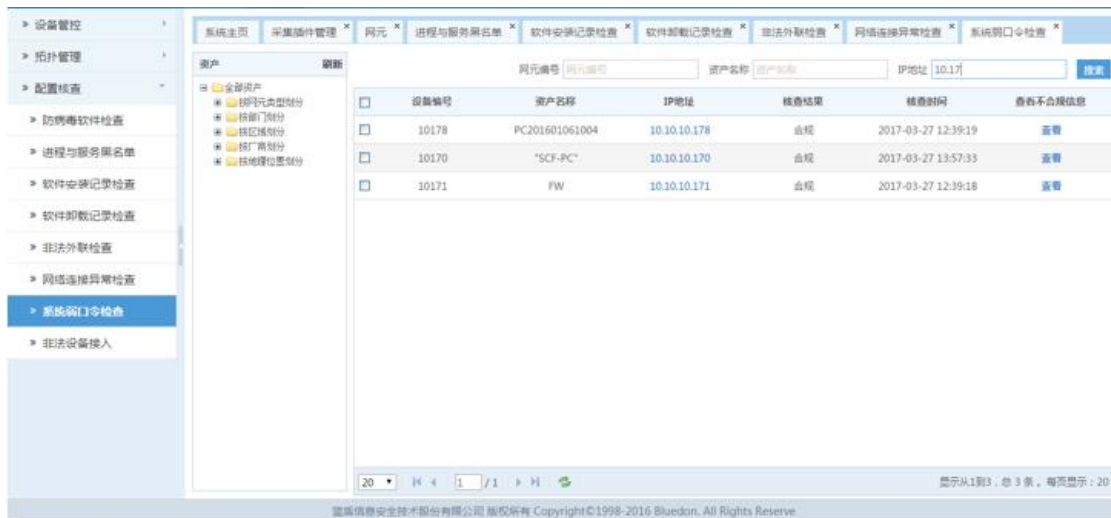 设备管控
拓扑管理
配置核查
防病毒软件检查
进程与服务黑名单
软件安装记录检查
软件卸载记录检查
非法外联检查
网络连接异常检查
系统弱口令检查
非法设备接入
系统主页 采集插件管理 × 网元 × 进程与服务黑名单 × 软件安装记录检查 × 软件卸载记录检查 × 非法外联检查 × 网络连接异常检查 × 系统弱口令检查 ×
资产 刷新
全部资产
按网元类型划分
按部门划分
按区域划分
按厂商划分
按地理位置划分
网元编号 网元编号 资产名称 资产名称 IP地址 10.17 搜索
设备编号 资产名称 IP地址 核查结果 核查时间 查看不合规信息
10178 PC201601061004 10.10.10.178 合规 2017-03-27 12:39:19 查看
10170 "SCF-PC" 10.10.10.170 合规 2017-03-27 13:57:33 查看
10171 FW 10.10.10.171 合规 2017-03-27 12:39:18 查看
20 1 / 1 显示从1到3，总 3 条 。每页显示：20
蓝盾信息安全技术股份有限公司 版权所有 Copyright©1998-2016 Bluedon. All Rights Reserve